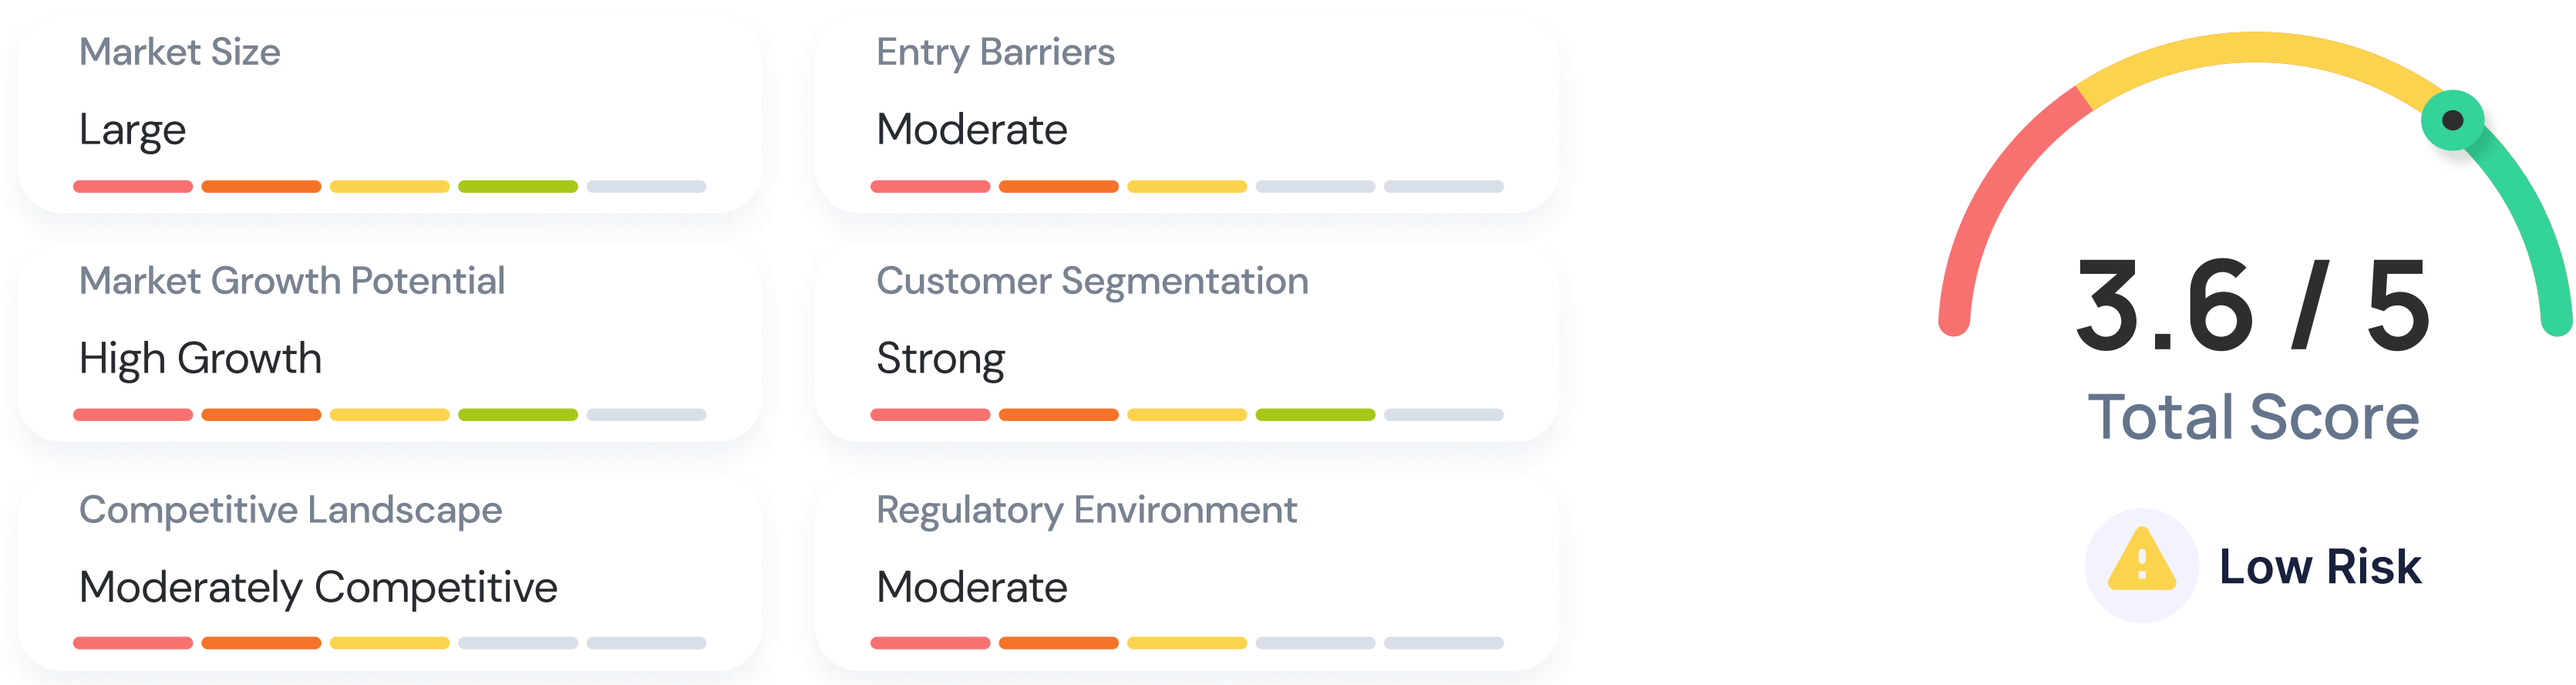 Market Size
Large
Entry Barriers
Moderate
Market Growth Potential
High Growth
Customer Segmentation
Strong
Competitive Landscape
Moderately Competitive
Regulatory Environment
Moderate
3.6 / 5
Total Score
Low Risk